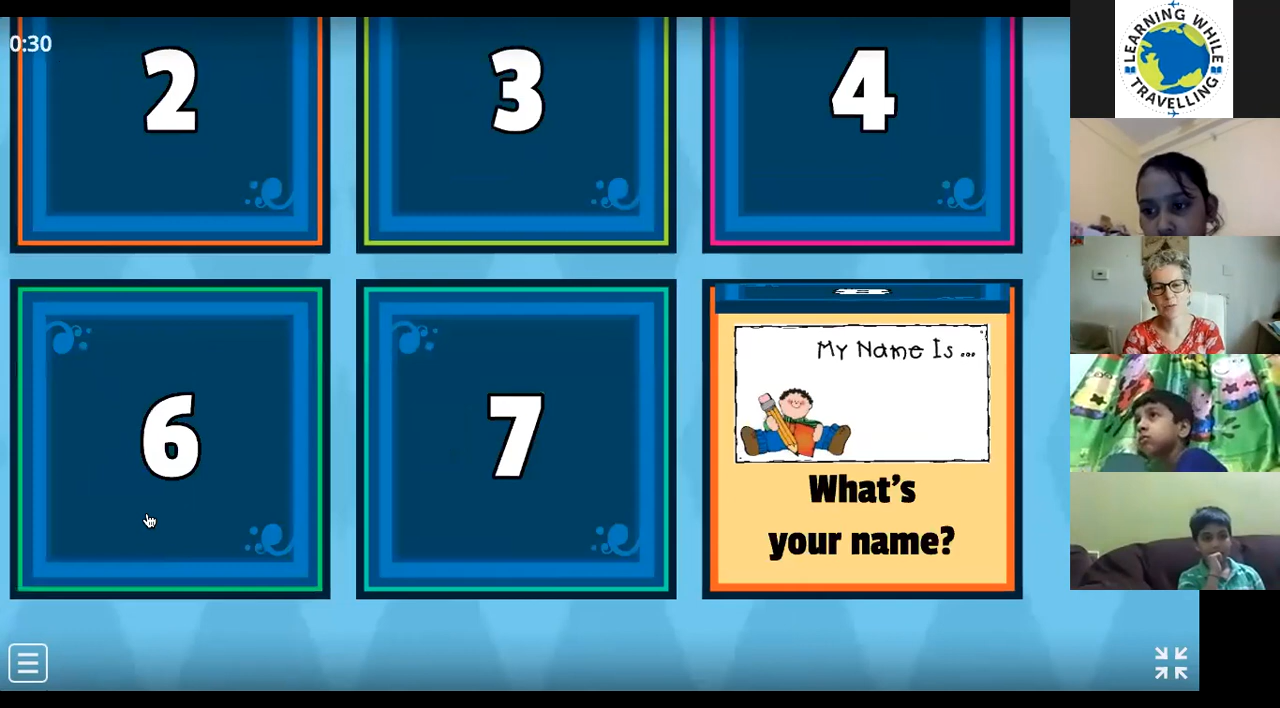 0:30
2
3
4
6
7
My Name Is ...
What's
your name?
LEARNING WHILE
TRAVELLING